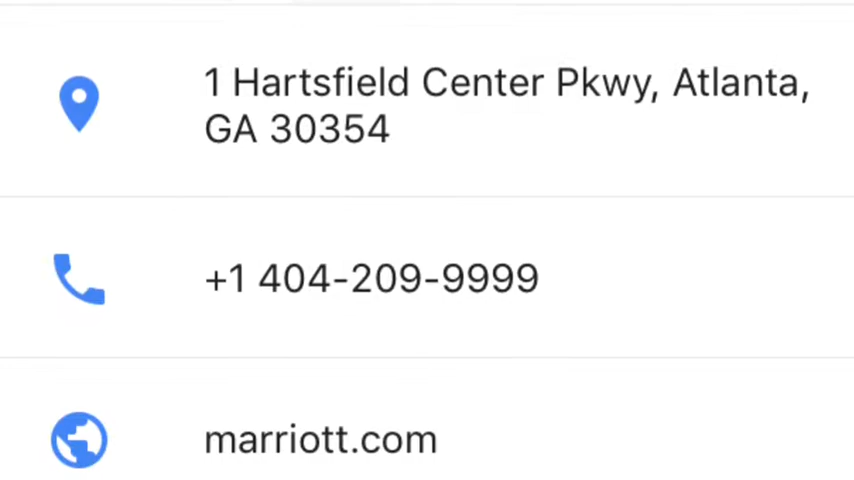 1 Hartsfield Center Pkwy, Atlanta,
GA 30354
+1 404-209-9999
marriott.com